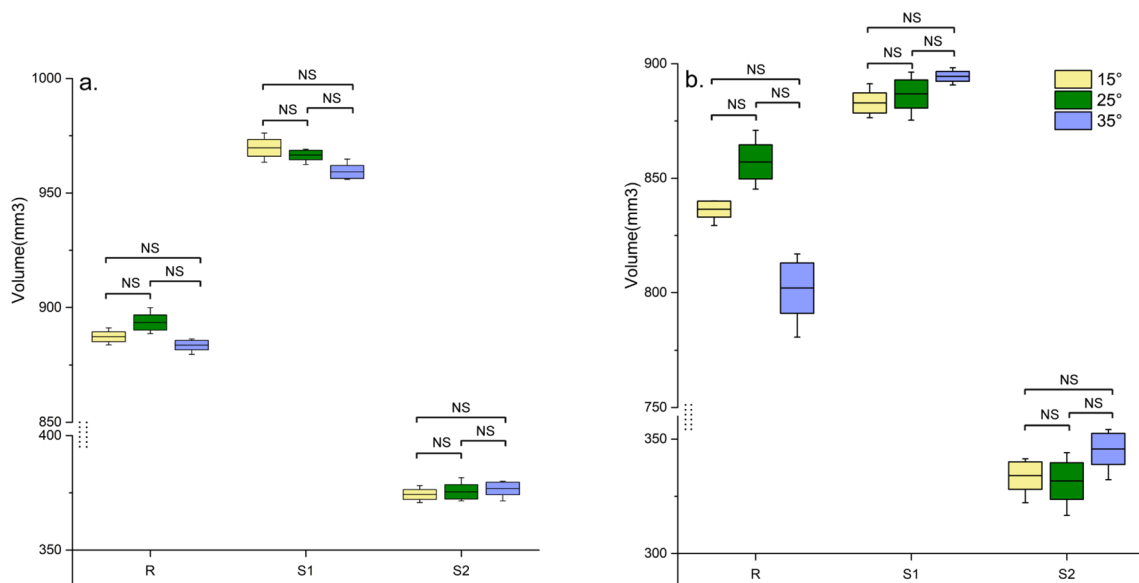 a.
Volume(mm3)
1000
950
900
850
400
350
NS
NS
NS
NS
NS
NS
NS
NS
NS
R
S1
S2
b.
Volume(mm3)
900
850
800
750
350
300
NS
NS
NS
NS
NS
NS
NS
NS
NS
R
S1
S2
15°
25°
35°